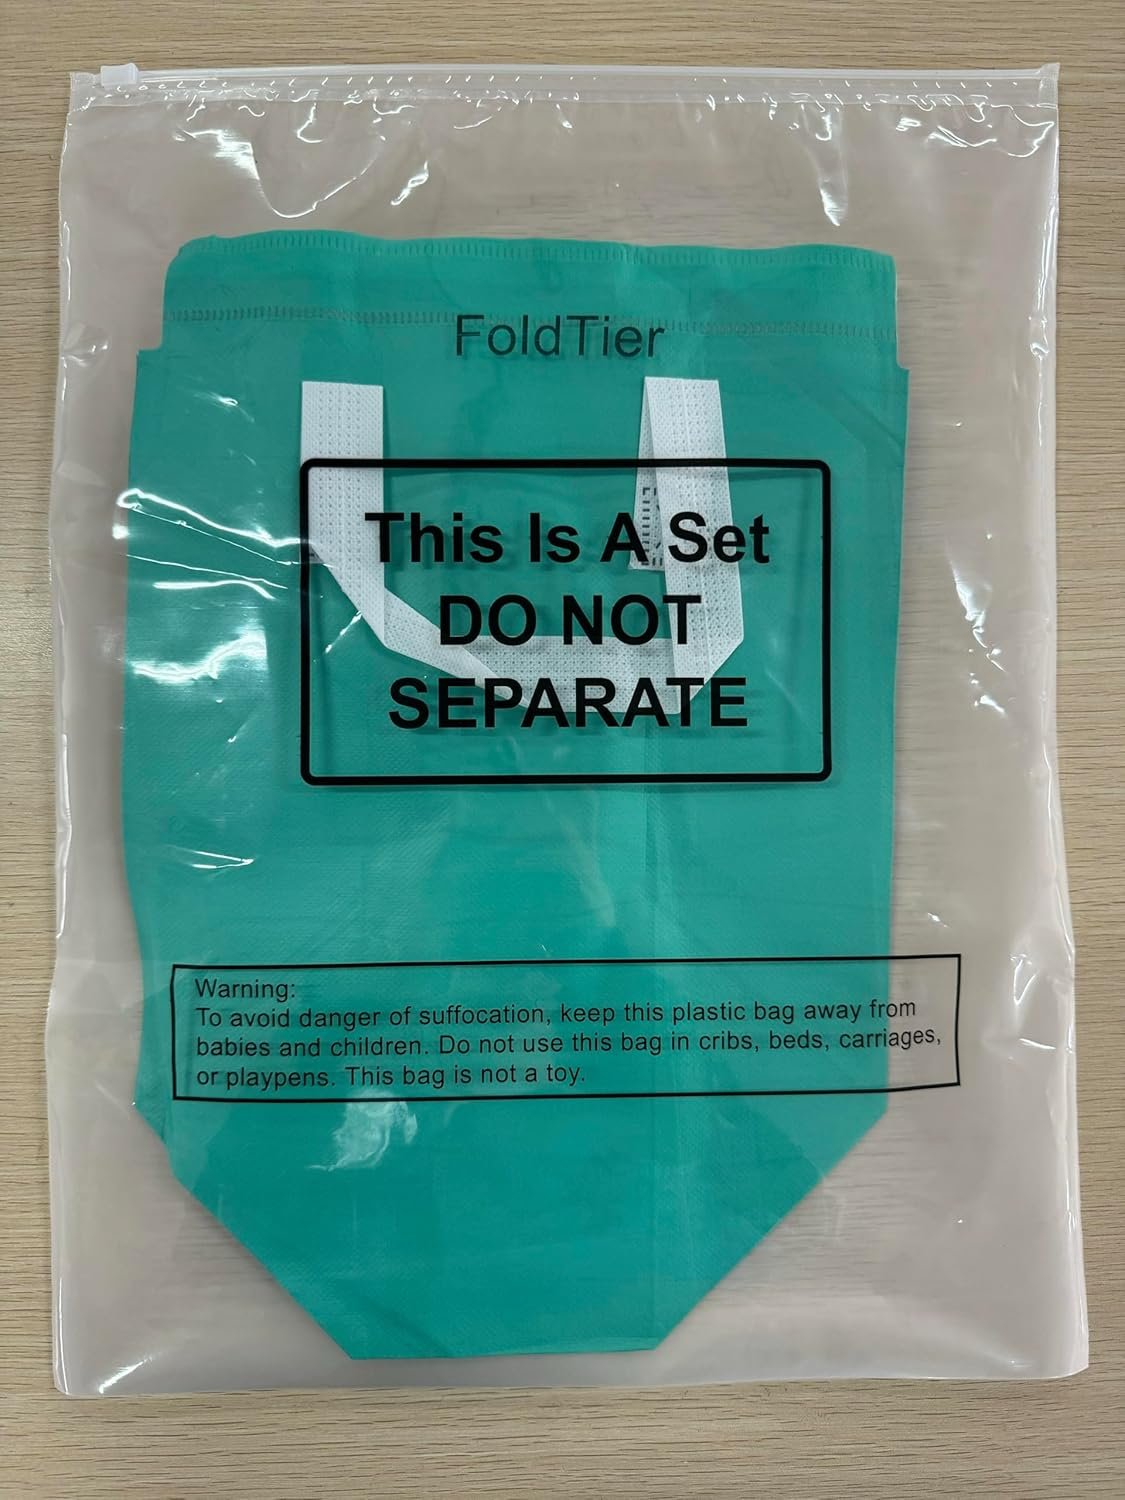 FoldTier
This Is A Set
DO NOT
SEPARATE
Warning:
To avoid danger of suffocation, keep this plastic bag away from
babies and children. Do not use this bag in cribs, beds, carriages,
or playpens. This bag is not a toy.